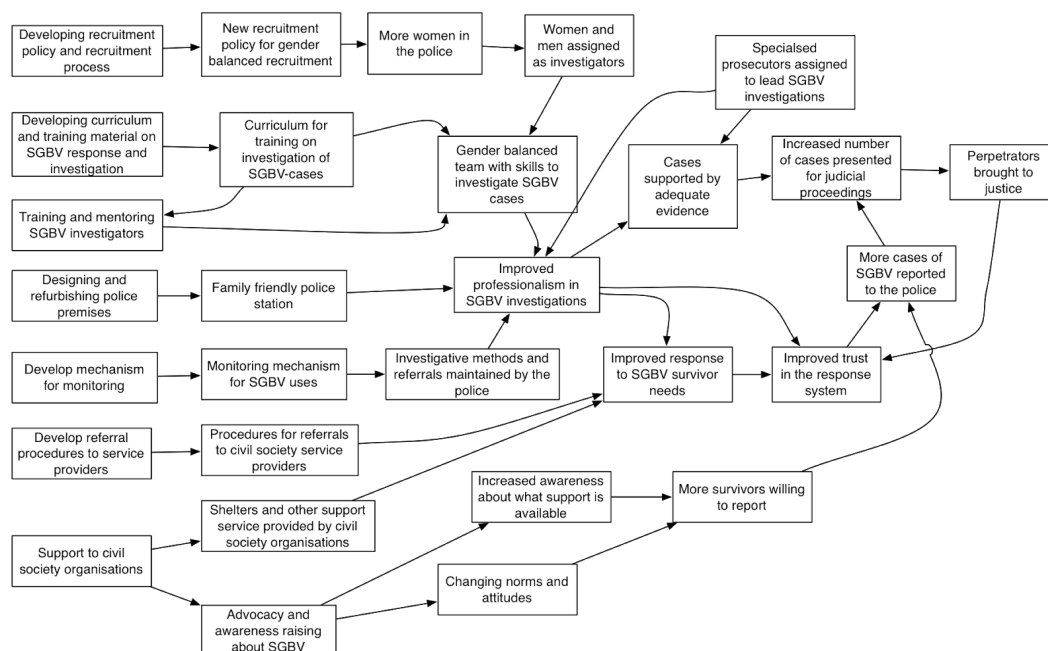 Developing recruitment
policy and recruitment
process
New recruitment
policy for gender
balanced recruitment
More women in
the police
Women and
men assigned
as investigators
Specialsed
prosecutors assigned
to lead SGBV
investigations
Developing curriculum
and training material on
SGBV response and
investigation
Curriculum for
training on
investigation of
SGBV-cases
Gender balanced
team with skills to
investigate SGBV
cases
Cases
supported by
adequate
evidence
Increased number
of cases presented
for judicial
proceedings
Perpetrators
brought to
justice
Training and mentoring
SGBV investigators
Designing and
refurbishing police
premises
Family friendly police
station
Improved
professionalism in
SGBV investigations
More cases of
SGBV reported
to the police
Develop mechanism
for monitoring
Monitoring mechanism
for SGBV uses
Investigative methods and
referrals maintained by the
police
Improved response
to SGBV survivor
needs
Improved trust
in the response
system
Develop referral
procedures to service
providers
Procedures for referrals
to civil society service
providers
Shelters and other support
service provided by civil
society organisations
Increased awareness
about what support is
available
More survivors willing
to report
Support to civil
society organisations
Changing norms and
attitudes
Advocacy and
awareness raising
about SGBV